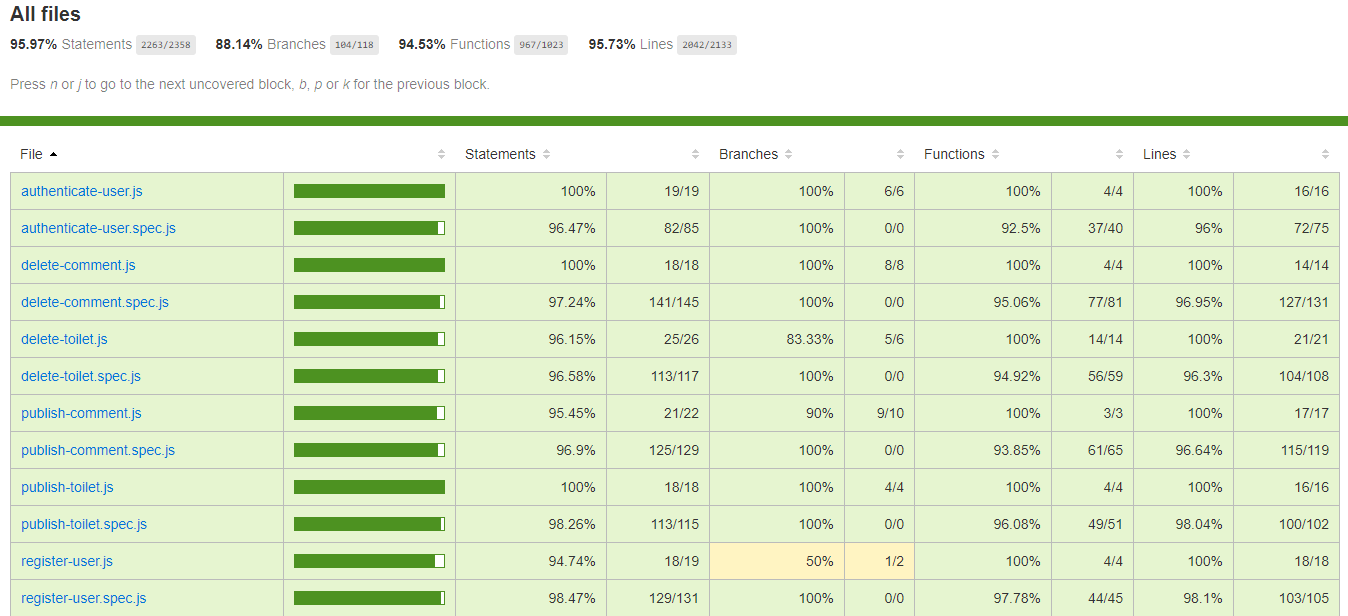 All files
95.97% Statements 2263/2358 88.14% Branches 104/118 94.53% Functions 967/1023 95.73% Lines 2042/2133
Press n or j to go to the next uncovered block, b, p or k for the previous block.
File Statements Branches Functions Lines
authenticate-user.js 100% 19/19 100% 6/6 100% 4/4 100% 16/16
authenticate-user.spec.js 96.47% 82/85 100% 0/0 92.5% 37/40 96% 72/75
delete-comment.js 100% 18/18 100% 8/8 100% 4/4 100% 14/14
delete-comment.spec.js 97.24% 141/145 100% 0/0 95.06% 77/81 96.95% 127/131
delete-toilet.js 96.15% 25/26 83.33% 5/6 100% 14/14 100% 21/21
delete-toilet.spec.js 96.58% 113/117 100% 0/0 94.92% 56/59 96.3% 104/108
publish-comment.js 95.45% 21/22 90% 9/10 100% 3/3 100% 17/17
publish-comment.spec.js 96.9% 125/129 100% 0/0 93.85% 61/65 96.64% 115/119
publish-toilet.js 100% 18/18 100% 4/4 100% 4/4 100% 16/16
publish-toilet.spec.js 98.26% 113/115 100% 0/0 96.08% 49/51 98.04% 100/102
register-user.js 94.74% 18/19 50% 1/2 100% 4/4 100% 18/18
register-user.spec.js 98.47% 129/131 100% 0/0 97.78% 44/45 98.1% 103/105